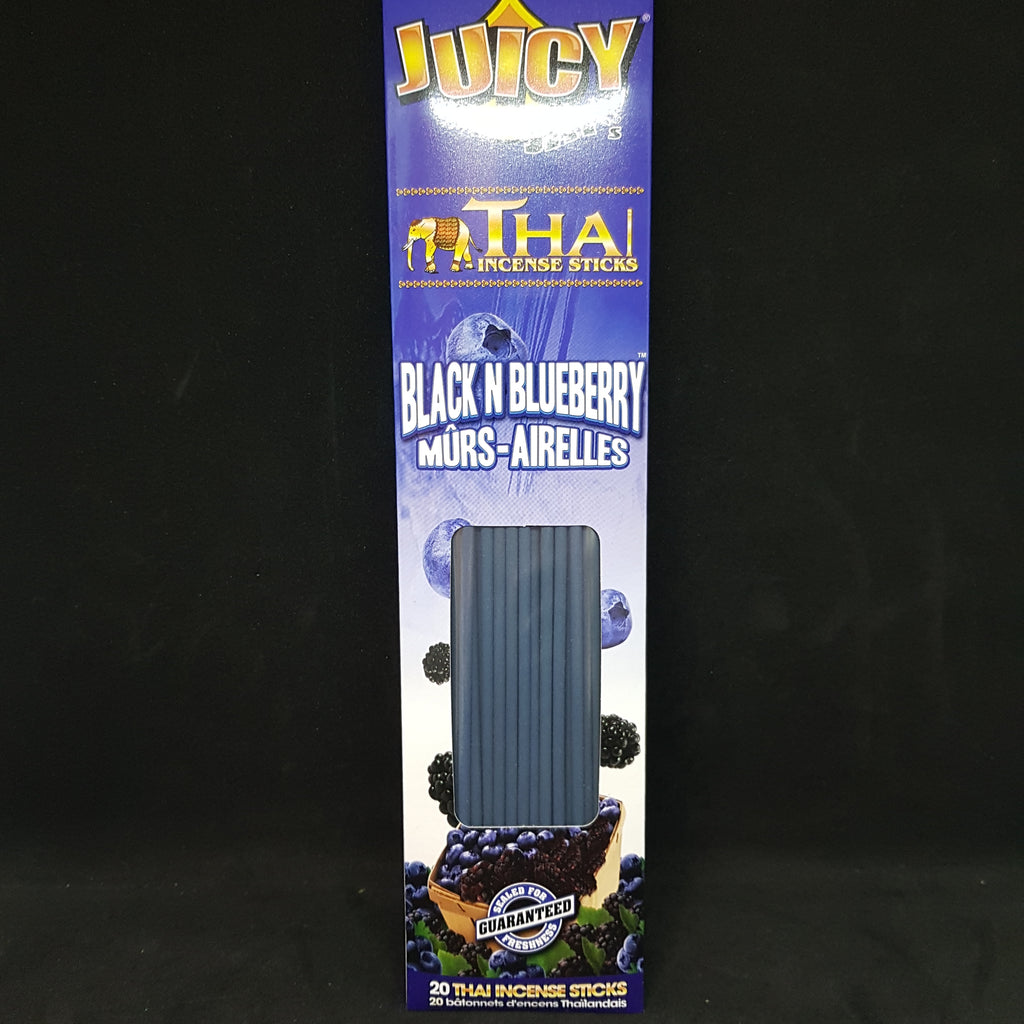 JUICY
THAI
INCENSE STICKS
BLACK N BLUEBERRY™
MÛRS-AIRELLES
SEALED FOR
GUARANTEED
FRESHNESS
20 THAI INCENSE STICKS
20 bâtonnets d'encens Thaïlandais